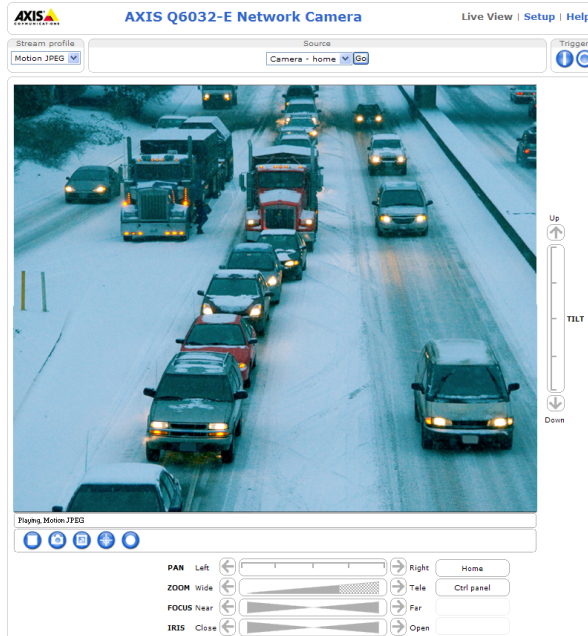 AXIS
COMMUNICATIONS
AXIS Q6032-E Network Camera
Live View | Setup | Help
Stream profile
Source
Trigger
Motion JPEG
Camera - home
Go
Up
TILT
Down
Playing, Motion JPEG
PAN Left Right Home
ZOOM Wide Tele Ctrl panel
FOCUS Near Far
IRIS Close Open